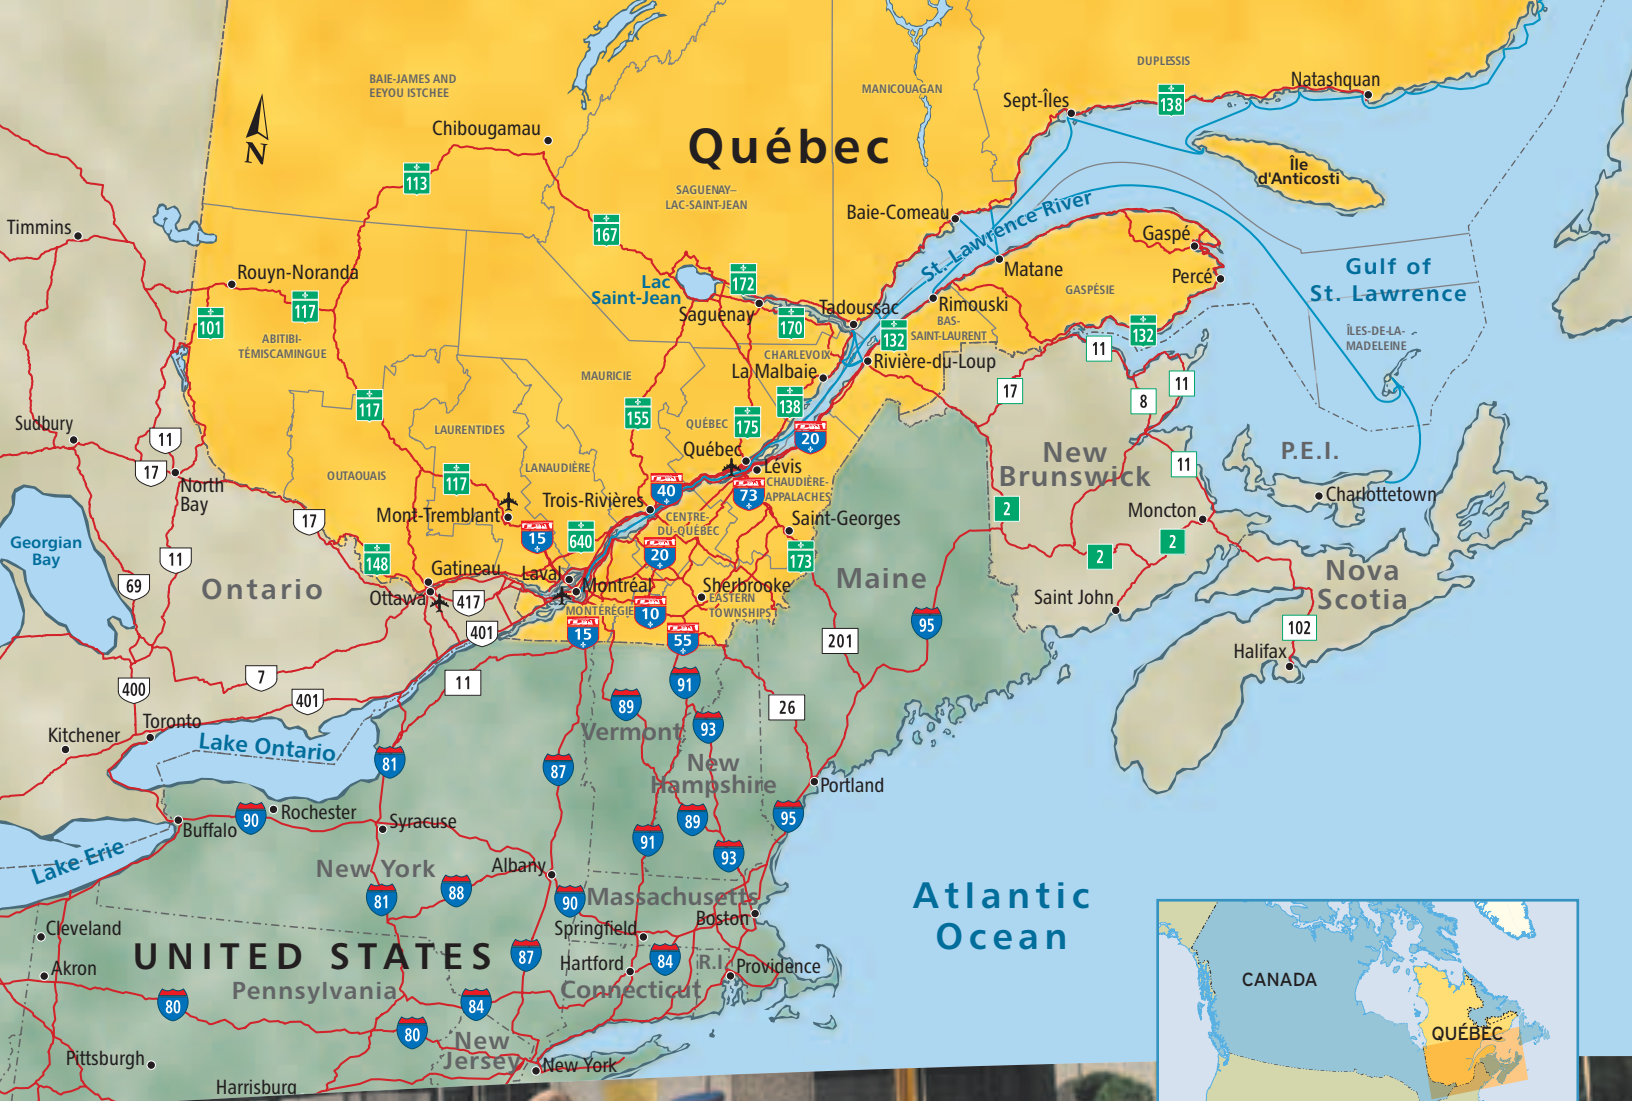 BAIE-JAMES AND
EEYOU ISTCHEE
MANICOUAGAN
DUPLESSIS
Natashquan
Sept-Îles
138
Chibougamau
N
Québec
113
Île
d'Anticosti
SAGUENAY–
LAC-SAINT-JEAN
Timmins
167
Baie-Comeau
St. Lawrence River
Gaspé
Rouyn-Noranda
Matane
Percé
Gulf of
St. Lawrence
Lac
Saint-Jean
172
GASPÉSIE
101
117
Saguenay
170
Tadoussac
Rimouski
BAS-
SAINT-LAURENT
132
132
ÎLES-DE-LA-
MADELEINE
ABITIBI-
TÉMISCAMINGUE
CHARLEVOIX
La Malbaie
Rivière-du-Loup
11
MAURICIE
17
11
8
117
155
138
175
QUÉBEC
Sudbury
11
LAURENTIDES
20
Québec
New
Brunswick
P.E.I.
17
North
Bay
OUTAOUAIS
117
LANAUDIÈRE
Lévis
CHAUDIÈRE-
APPALACHES
11
40
73
Charlottetown
Trois-Rivières
Mont-Tremblant
CENTRE-
DU-QUÉBEC
Saint-Georges
2
Moncton
17
15
640
20
Georgian
Bay
11
148
173
2
2
Gatineau
Laval
Montréal
Sherbrooke
Maine
Nova
Scotia
69
Ontario
Ottawa
417
MONTÉRÉGIE
EASTERN
TOWNSHIPS
Saint John
401
15
10
55
201
95
102
Halifax
400
7
11
401
91
89
26
Kitchener
Toronto
Lake Ontario
Vermont
93
81
87
New
Hampshire
Portland
90
Rochester
Buffalo
Syracuse
91
89
95
93
Lake Erie
New York
Albany
81
88
90
Massachusetts
Boston
Atlantic
Ocean
Cleveland
UNITED STATES
Springfield
87
Akron
Hartford
84
R.I.
Providence
Pennsylvania
Connecticut
80
84
80
New
Jersey
Pittsburgh
New York
Harrisburg
CANADA
QUÉBEC